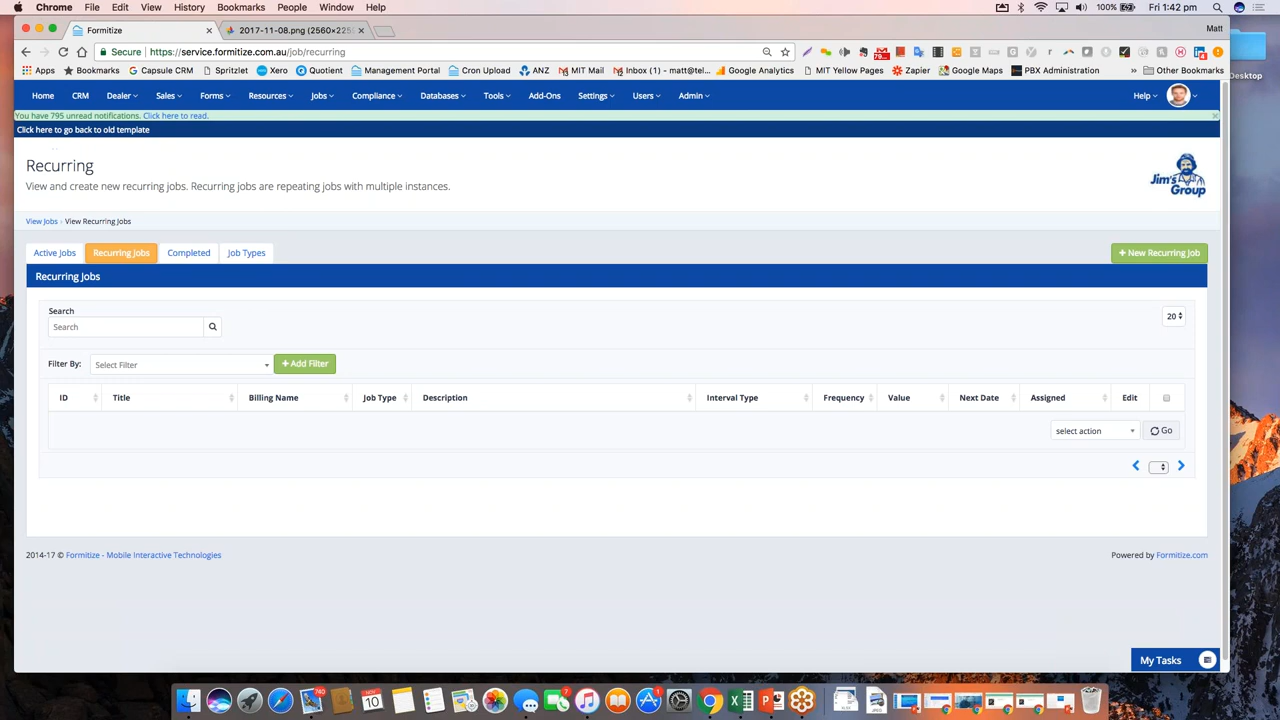 Chrome File Edit View History Bookmarks People Window Help 100% Fri 1:42 pm
Formitize 2017-11-08.png (2560×225 Matt
Secure https://service.formitize.com.au/job/recurring
Apps Bookmarks Capsule CRM Spritzlet Xero Quotient Management Portal Cron Upload ANZ MIT Mail Inbox (1) - matt@tel... Google Analytics MIT Yellow Pages Zapier Google Maps PBX Administration » Other Bookmarks
Desktop
Home CRM Dealer Sales Forms Resources Jobs Compliance Databases Tools Add-Ons Settings Users Admin Help
You have 795 unread notifications. Click here to read.
Click here to go back to old template
Recurring
View and create new recurring jobs. Recurring jobs are repeating jobs with multiple instances.
Jim's
Group
View Jobs View Recurring Jobs
Active Jobs Recurring Jobs Completed Job Types + New Recurring Job
Recurring Jobs
Search
Search
20
Filter By: Select Filter + Add Filter
ID Title Billing Name Job Type Description Interval Type Frequency Value Next Date Assigned Edit
select action Go
2014-17 © Formitize - Mobile Interactive Technologies Powered by Formitize.com
My Tasks